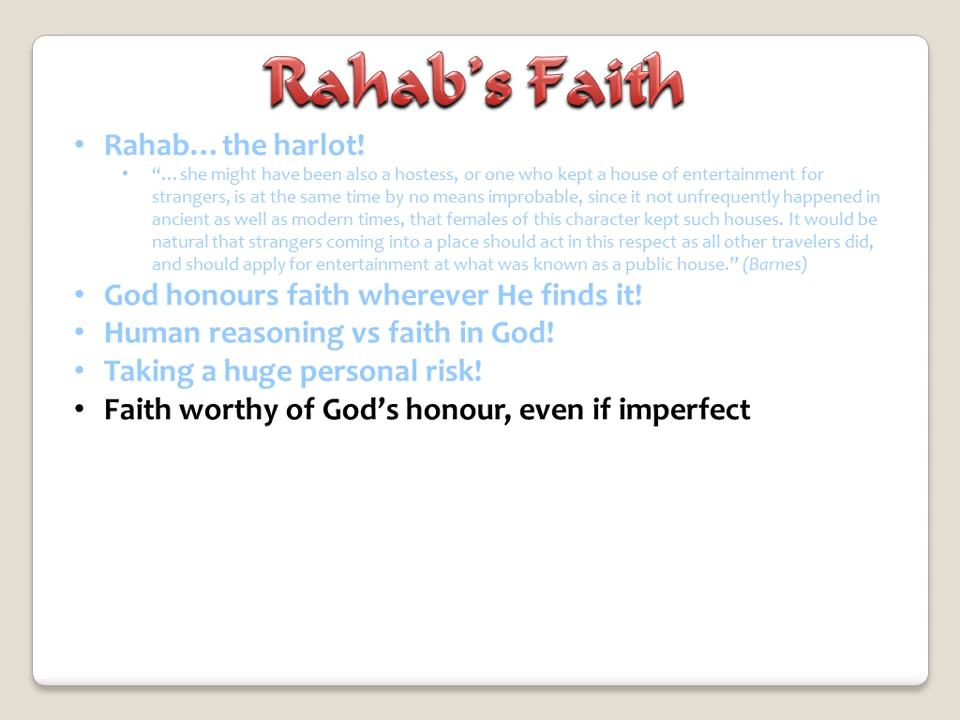 Rahab’s Faith
• Rahab…the harlot!
• “…she might have been also a hostess, or one who kept a house of entertainment for
strangers, is at the same time by no means improbable, since it not unfrequently happened in
ancient as well as modern times, that females of this character kept such houses. It would be
natural that strangers coming into a place should act in this respect as all other travelers did,
and should apply for entertainment at what was known as a public house.” (Barnes)
• God honours faith wherever He finds it!
• Human reasoning vs faith in God!
• Taking a huge personal risk!
• Faith worthy of God’s honour, even if imperfect